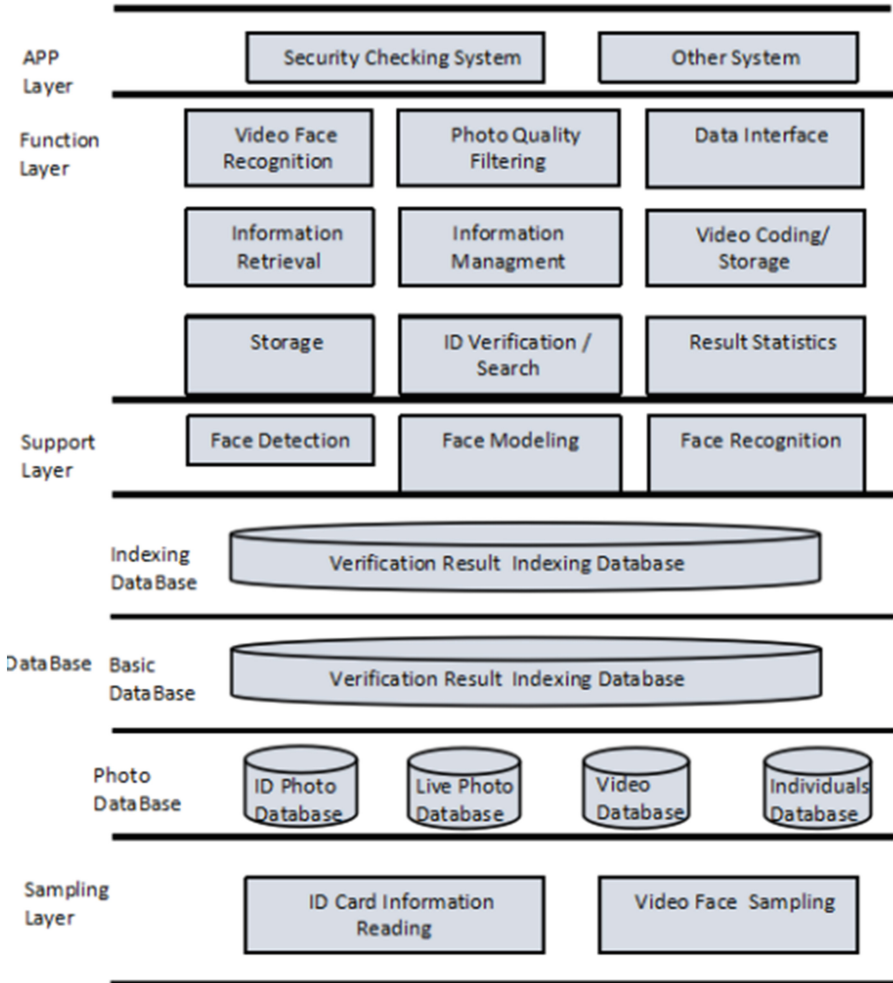 APP
Layer
Security Checking System
Other System
Function
Layer
Video Face
Recognition
Photo Quality
Filtering
Data Interface
Information
Retrieval
Information
Managment
Video Coding/
Storage
Storage
ID Verification /
Search
Result Statistics
Support
Layer
Face Detection
Face Modeling
Face Recognition
Indexing
DataBase
Verification Result Indexing Database
DataBase
Basic
DataBase
Verification Result Indexing Database
Photo
DataBase
ID Photo
Database
Live Photo
Database
Video
Database
Individuals
Database
Sampling
Layer
ID Card Information
Reading
Video Face Sampling